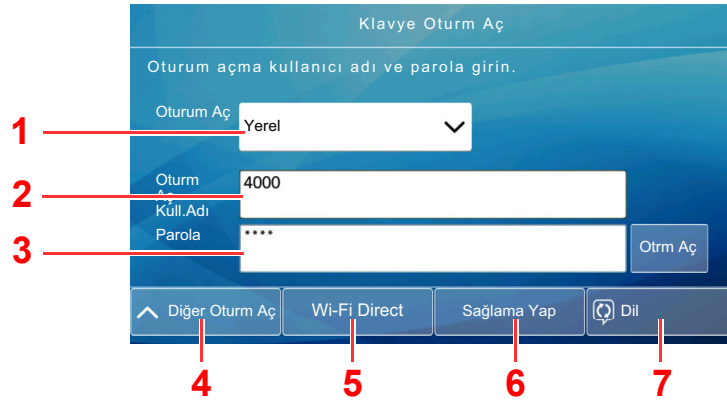 Klavye Oturm Aç
Oturum açma kullanıcı adı ve parola girin.
1
Oturum Aç
Yerel
2
Oturm
Aç
Kull.Adı
4000
3
Parola
****
Otrm Aç
Diğer Oturm Aç
Wi-Fi Direct
Sağlama Yap
Dil
4
5
6
7